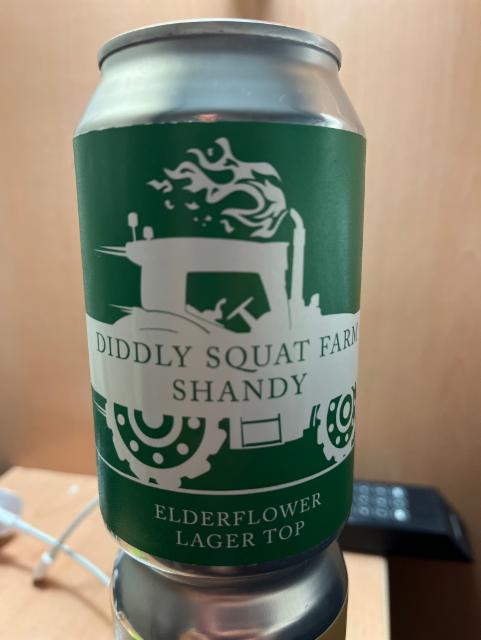 DIDDLY SQUAT FARM
SHANDY
ELDERFLOWER
LAGER TOP